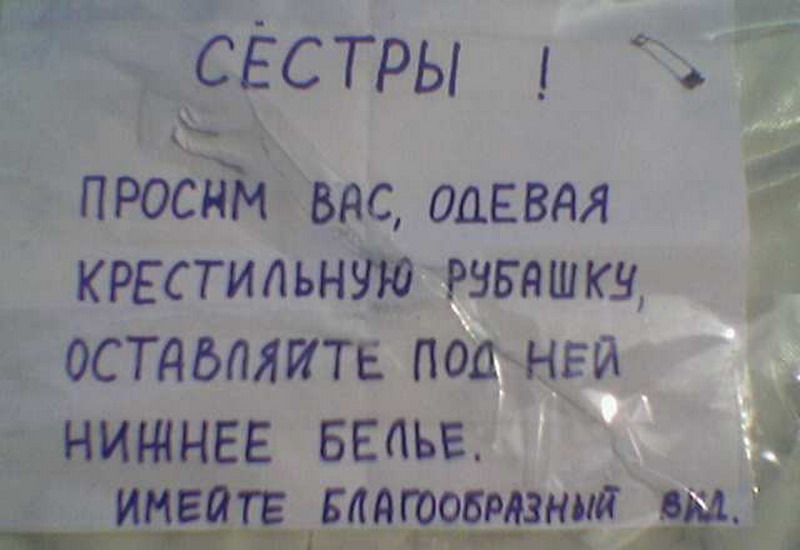 СЁСТРЫ !
ПРОСИМ ВАС, ОДЕВАЯ
КРЕСТИЛЬНУЮ РУБАШКУ,
ОСТАВЛЯЙТЕ ПОД НЕЙ
НИЖНЕЕ БЕЛЬЕ.
ИМЕЙТЕ БЛАГООБРАЗНЫЙ ВИД.